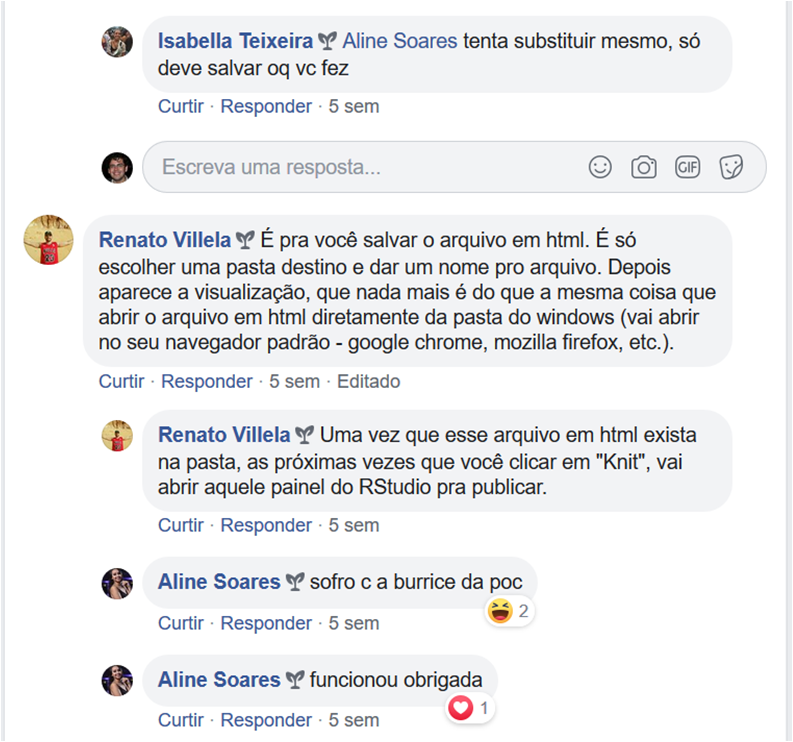 Isabella Teixeira Aline Soares tenta substituir mesmo, só
deve salvar oq vc fez
Curtir · Responder · 5 sem
Escreva uma resposta...
GIF
Renato Villela É pra você salvar o arquivo em html. É só
escolher uma pasta destino e dar um nome pro arquivo. Depois
aparece a visualização, que nada mais é do que a mesma coisa que
abrir o arquivo em html diretamente da pasta do windows (vai abrir
no seu navegador padrão - google chrome, mozilla firefox, etc.).
Curtir · Responder · 5 sem · Editado
Renato Villela Uma vez que esse arquivo em html exista
na pasta, as próximas vezes que você clicar em "Knit", vai
abrir aquele painel do RStudio pra publicar.
Curtir · Responder · 5 sem
Aline Soares sofro c a burrice da poc
2
Curtir · Responder · 5 sem
Aline Soares funcionou obrigada
1
Curtir · Responder · 5 sem